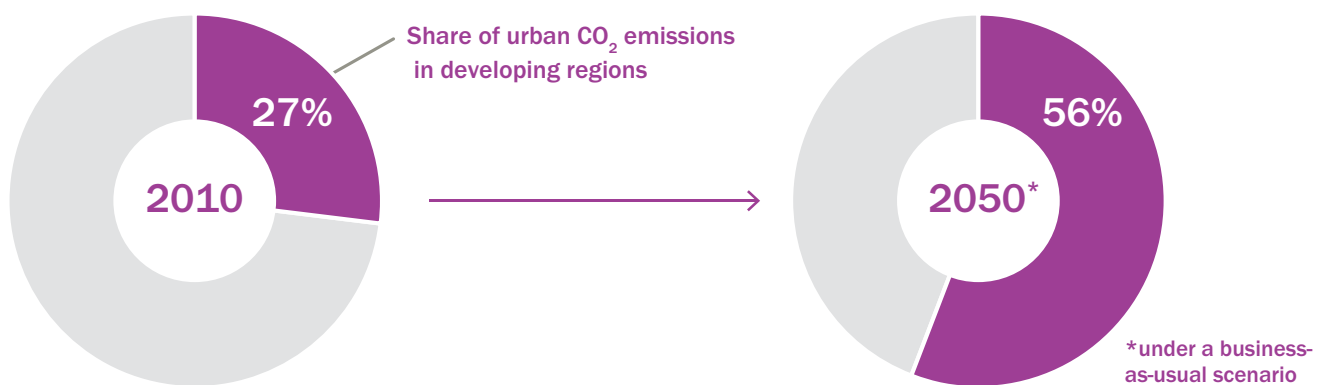 Share of urban CO₂ emissions
in developing regions
27%
2010
56%
2050*
*under a business-
as-usual scenario